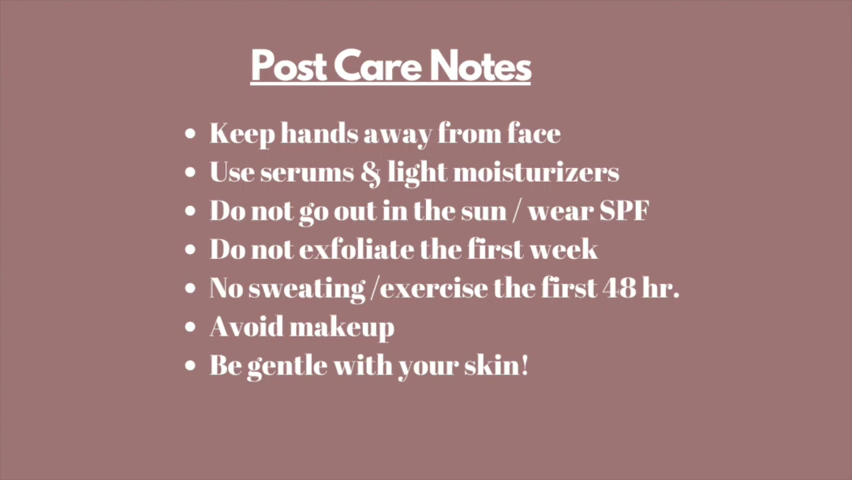 Post Care Notes
• Keep hands away from face
• Use serums & light moisturizers
• Do not go out in the sun / wear SPF
• Do not exfoliate the first week
• No sweating /exercise the first 48 hr.
• Avoid makeup
• Be gentle with your skin!